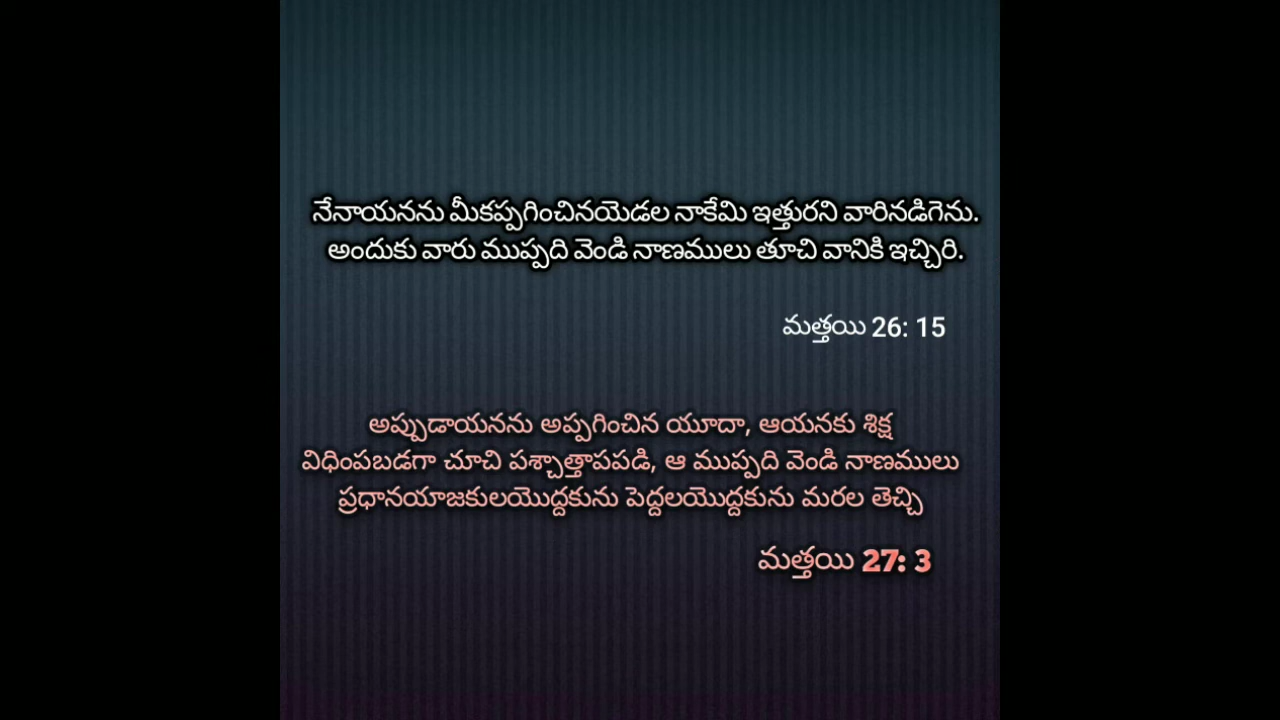 నేనాయనను మీకప్పగించినయెడల నాకేమి ఇత్తురని వారినడిగెను.
అందుకు వారు ముప్పది వెండి నాణములు తూచి వానికి ఇచ్చిరి.
మత్తయి 26: 15
అప్పుడాయనను అప్పగించిన యూదా, ఆయనకు శిక్ష
విధింపబడగా చూచి పశ్చాత్తాపపడి, ఆ ముప్పది వెండి నాణములు
ప్రధానయాజకులయొద్దకును పెద్దలయొద్దకును మరల తెచ్చి
మత్తయి 27: 3